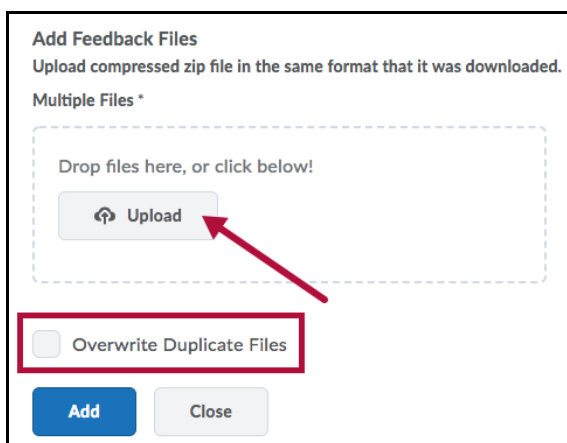 Add Feedback Files
Upload compressed zip file in the same format that it was downloaded.
Multiple Files *
Drop files here, or click below!
Upload
Overwrite Duplicate Files
Add Close